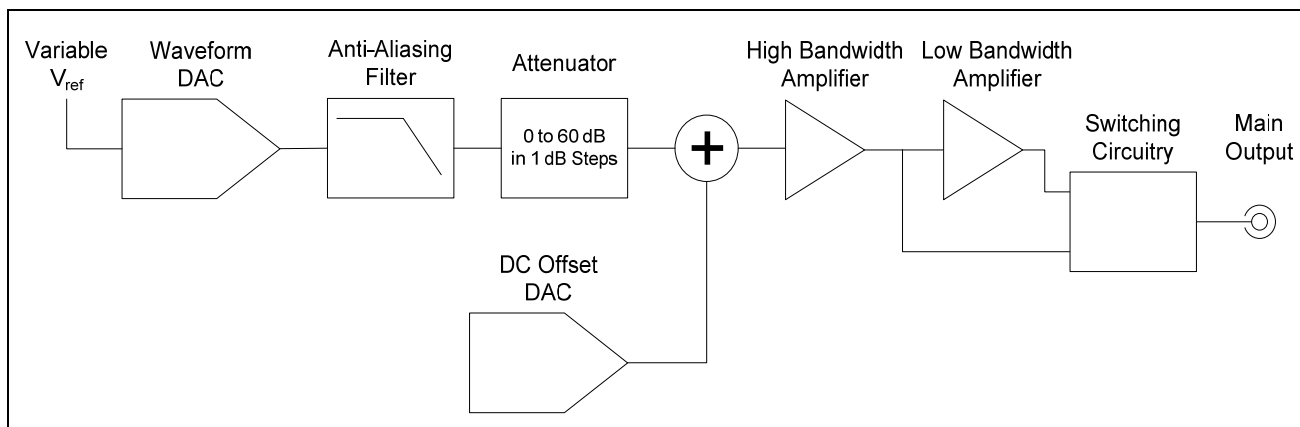 Variable
V_ref
Waveform
DAC
Anti-Aliasing
Filter
Attenuator
0 to 60 dB
in 1 dB Steps
+
High Bandwidth
Amplifier
Low Bandwidth
Amplifier
Switching
Circuitry
Main
Output
DC Offset
DAC